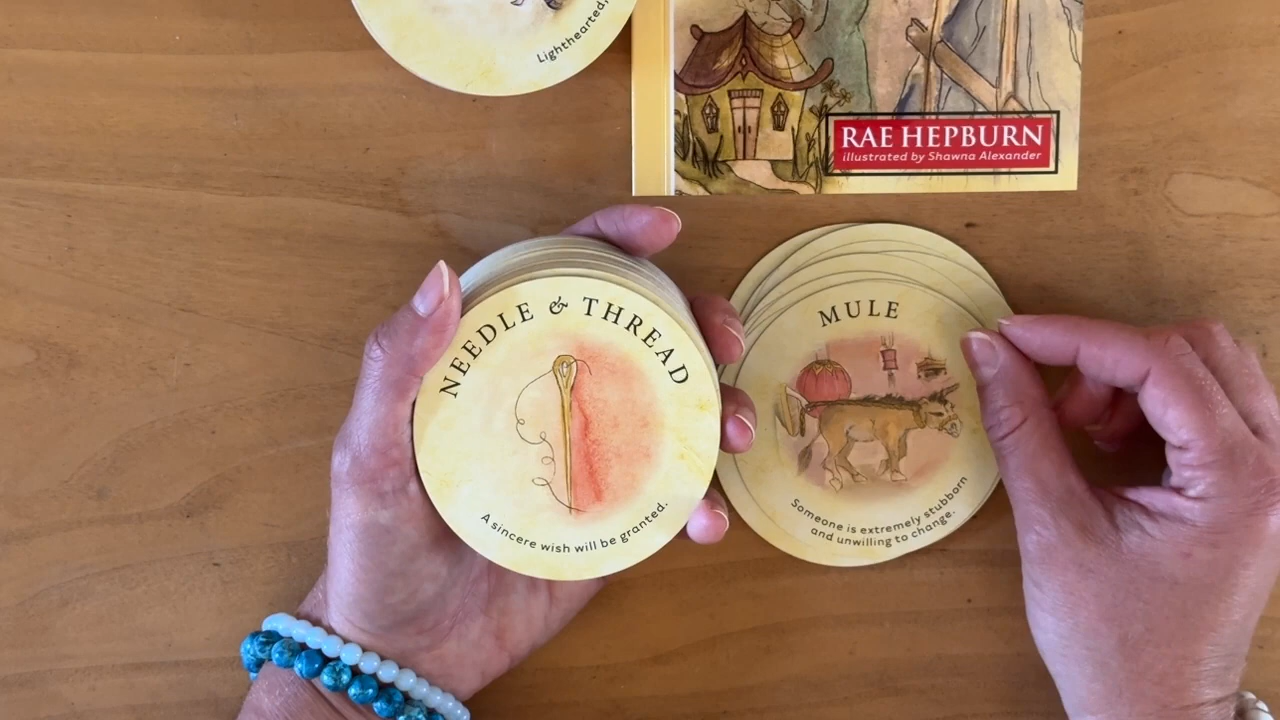 Lighthearted,
RAE HEPBURN
illustrated by Shawna Alexander
NEEDLE & THREAD
A sincere wish will be granted.
MULE
Someone is extremely stubborn
and unwilling to change.